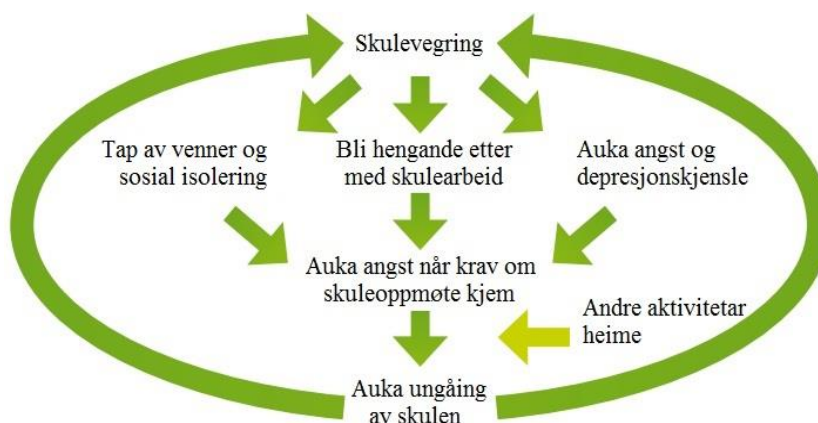 Skulevegring
Tap av venner og
sosial isolering
Bli hengande etter
med skulearbeid
Auka angst og
depresjonskjensle
Auka angst når krav om
skuleoppmøte kjem
Andre aktivitetar
heime
Auka ungåing
av skulen